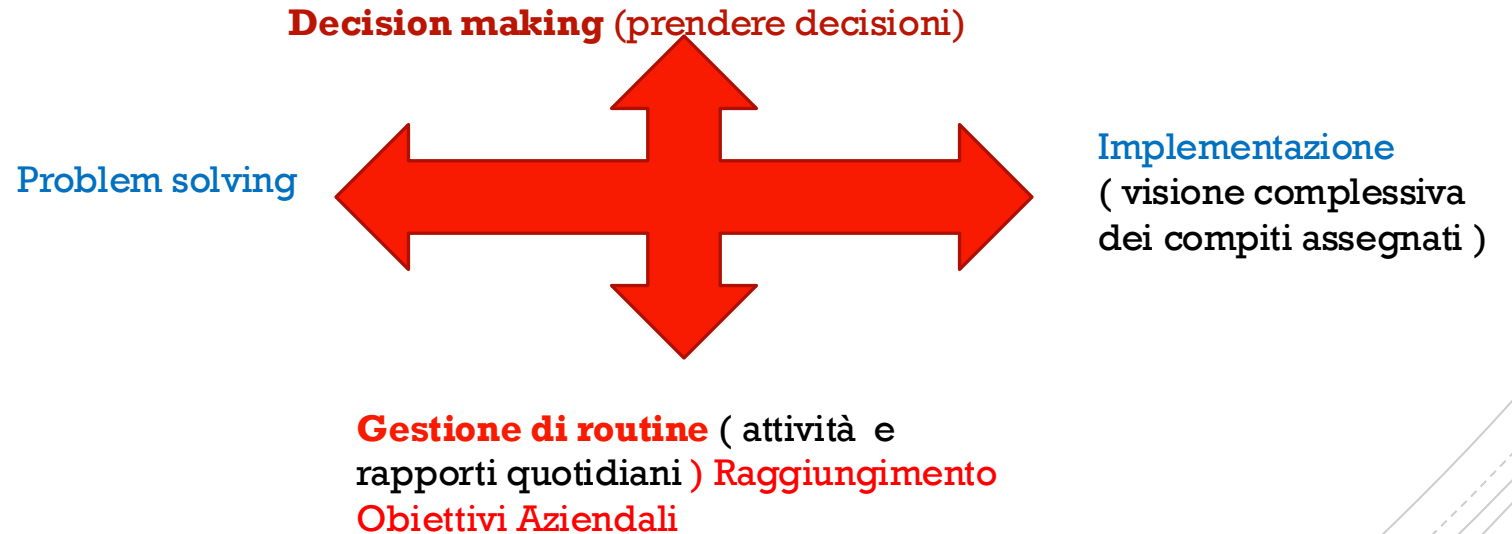 Decision making (prendere decisioni)
Problem solving
Implementazione
( visione complessiva
dei compiti assegnati )
Gestione di routine ( attività e
rapporti quotidiani ) Raggiungimento
Obiettivi Aziendali